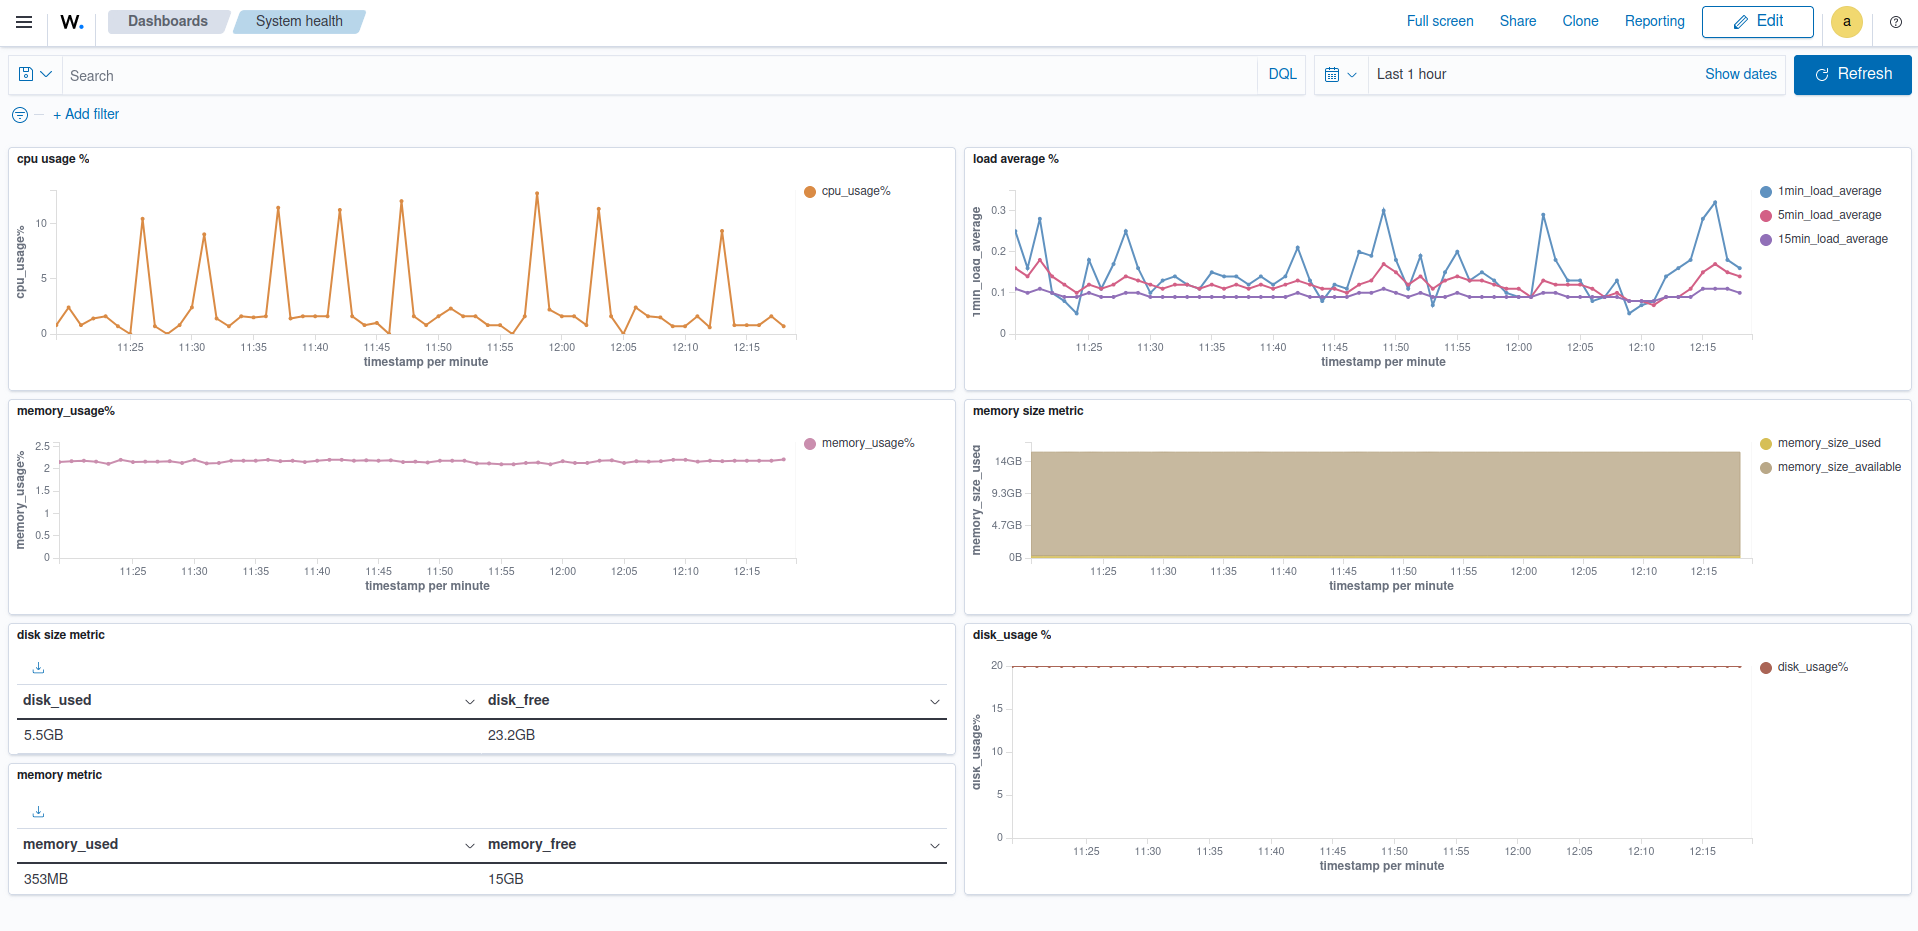 W.
Dashboards
System health
Full screen
Share
Clone
Reporting
Edit
a
Search
DQL
Last 1 hour
Show dates
Refresh
+ Add filter
cpu usage %
cpu_usage%
10
5
0
11:25 11:30 11:35 11:40 11:45 11:50 11:55 12:00 12:05 12:10 12:15
timestamp per minute
cpu_usage%
load average %
1min_load_average
0.3
0.2
0.1
0
11:25 11:30 11:35 11:40 11:45 11:50 11:55 12:00 12:05 12:10 12:15
timestamp per minute
1min_load_average
5min_load_average
15min_load_average
memory_usage%
memory_usage%
2.5
2
1.5
1
0.5
0
11:25 11:30 11:35 11:40 11:45 11:50 11:55 12:00 12:05 12:10 12:15
timestamp per minute
memory_usage%
memory size metric
memory_size_used
14GB
9.3GB
4.7GB
0B
11:25 11:30 11:35 11:40 11:45 11:50 11:55 12:00 12:05 12:10 12:15
timestamp per minute
memory_size_used
memory_size_available
disk size metric
disk_used disk_free
5.5GB 23.2GB
memory metric
memory_used memory_free
353MB 15GB
disk_usage %
disk_usage%
20
15
10
5
0
11:25 11:30 11:35 11:40 11:45 11:50 11:55 12:00 12:05 12:10 12:15
timestamp per minute
disk_usage%